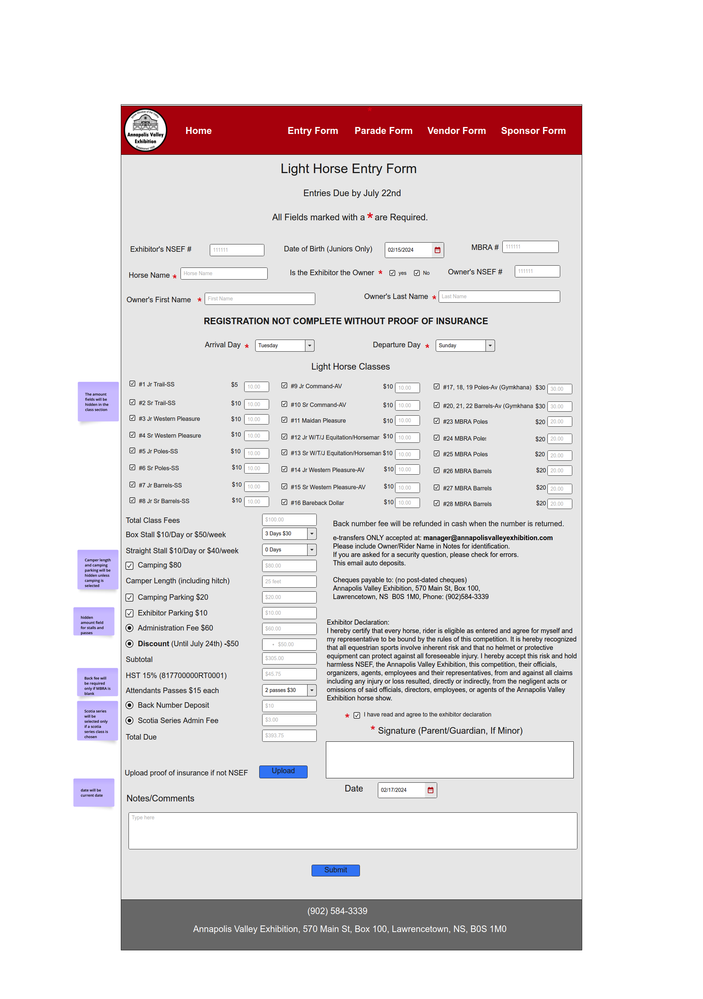 Show Window of the Valley
Annapolis Valley
Exhibition
Established 1926
Home
Entry Form
Parade Form
Vendor Form
Sponsor Form
*
Light Horse Entry Form
Entries Due by July 22nd
All Fields marked with a * are Required.
Exhibitor's NSEF # 111111
Date of Birth (Juniors Only) 02/15/2024
MBRA # 111111
Horse Name * Horse Name
Is the Exhibitor the Owner * yes No
Owner's NSEF # 111111
Owner's First Name * First Name
Owner's Last Name * Last Name
REGISTRATION NOT COMPLETE WITHOUT PROOF OF INSURANCE
Arrival Day * Tuesday
Departure Day * Sunday
Light Horse Classes
The amount
fields will be
hidden in the
class section
#1 Jr Trail-SS $5 10.00
#2 Sr Trail-SS $10 10.00
#3 Jr Western Pleasure $10 10.00
#4 Sr Western Pleasure $10 10.00
#5 Jr Poles-SS $10 10.00
#6 Sr Poles-SS $10 10.00
#7 Jr Barrels-SS $10 10.00
#8 Jr Sr Barrels-SS $10 10.00
#9 Jr Command-AV $10 10.00
#10 Sr Command-AV $10 10.00
#11 Maidan Pleasure $10 10.00
#12 Jr W/T/J Equitation/Horseman $10 10.00
#13 Sr W/T/J Equitation/Horseman $10 10.00
#14 Jr Western Pleasure-AV $10 10.00
#15 Sr Western Pleasure-AV $10 10.00
#16 Bareback Dollar $10 10.00
#17, 18, 19 Poles-Av (Gymkhana) $30 30.00
#20, 21, 22 Barrels-Av (Gymkhana $30 30.00
#23 MBRA Poles $20 20.00
#24 MBRA Poles $20 20.00
#25 MBRA Poles $20 20.00
#26 MBRA Barrels $20 20.00
#27 MBRA Barrels $20 20.00
#28 MBRA Barrels $20 20.00
Total Class Fees $100.00
Box Stall $10/Day or $50/week 3 Days $30
Straight Stall $10/Day or $40/week 0 Days
Camper length
and camping
parking will be
hidden unless
camping is
selected
Camping $80 $80.00
Camper Length (including hitch) 25 feet
Camping Parking $20 $20.00
hidden
amount field
for stalls and
passes
Exhibitor Parking $10 $10.00
Administration Fee $60 $60.00
Discount (Until July 24th) -$50 • $50.00
Subtotal $305.00
Back fee will
be required
only if MBRA is
blank
HST 15% (817700000RT0001) $45.75
Attendants Passes $15 each 2 passes $30
Scotia series
will be
selected only
if a scotia
series class is
chosen
Back Number Deposit $10
Scotia Series Admin Fee $3.00
Total Due $393.75
Back number fee will be refunded in cash when the number is returned.
e-transfers ONLY accepted at: manager@annapolisvalleyexhibition.com
Please include Owner/Rider Name in Notes for identification.
If you are asked for a security question, please check for errors.
This email auto deposits.
Cheques payable to: (no post-dated cheques)
Annapolis Valley Exhibition, 570 Main St, Box 100,
Lawrencetown, NS B0S 1M0, Phone: (902)584-3339
Exhibitor Declaration:
I hereby certify that every horse, rider is eligible as entered and agree for myself and
my representative to be bound by the rules of this competition. It is hereby recognized
that all equestrian sports involve inherent risk and that no helmet or protective
equipment can protect against all foreseeable injury. I hereby accept this risk and hold
harmless NSEF, the Annapolis Valley Exhibition, this competition, their officials,
organizers, agents, employees and their representatives, from and against all claims
including any injury or loss resulted, directly or indirectly, from the negligent acts or
omissions of said officials, directors, employees, or agents of the Annapolis Valley
Exhibition horse show.
* I have read and agree to the exhibitor declaration
* Signature (Parent/Guardian, If Minor)
Upload proof of insurance if not NSEF Upload
date will be
current date
Date 02/17/2024
Notes/Comments
Type here
Submit
(902) 584-3339
Annapolis Valley Exhibition, 570 Main St, Box 100, Lawrencetown, NS, B0S 1M0